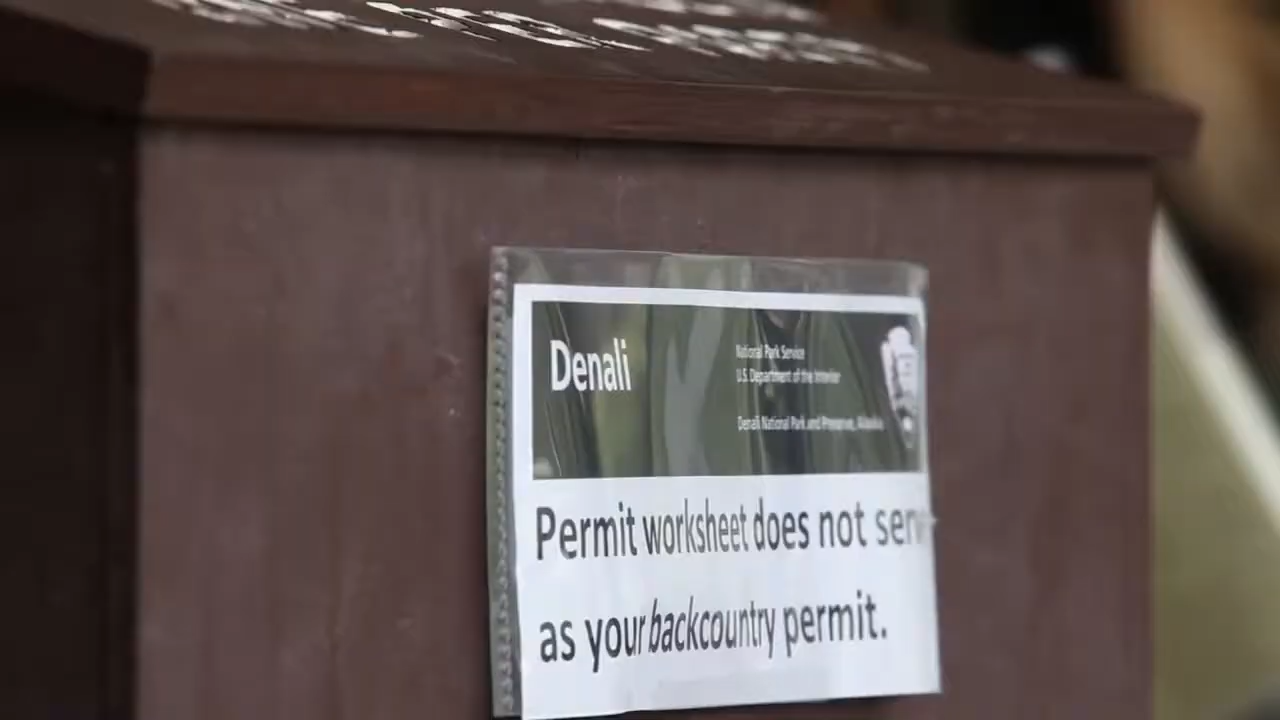 Denali
National Park Service
U.S. Department of the Interior
Denali National Park and Preserve, Alaska
Permit worksheet does not serv
as your backcountry permit.